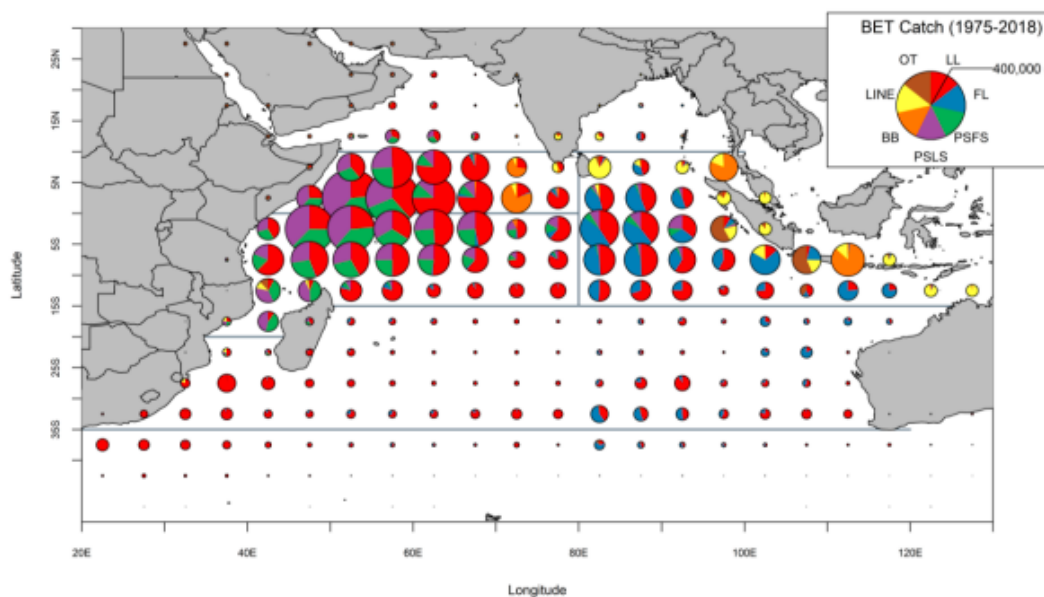 BET Catch (1975-2018)
OT LL
400,000
LINE FL
BB PSFS
PSLS
25N
15N
5N
5S
15S
25S
35S
Latitude
20E 40E 60E 80E 100E 120E
Longitude